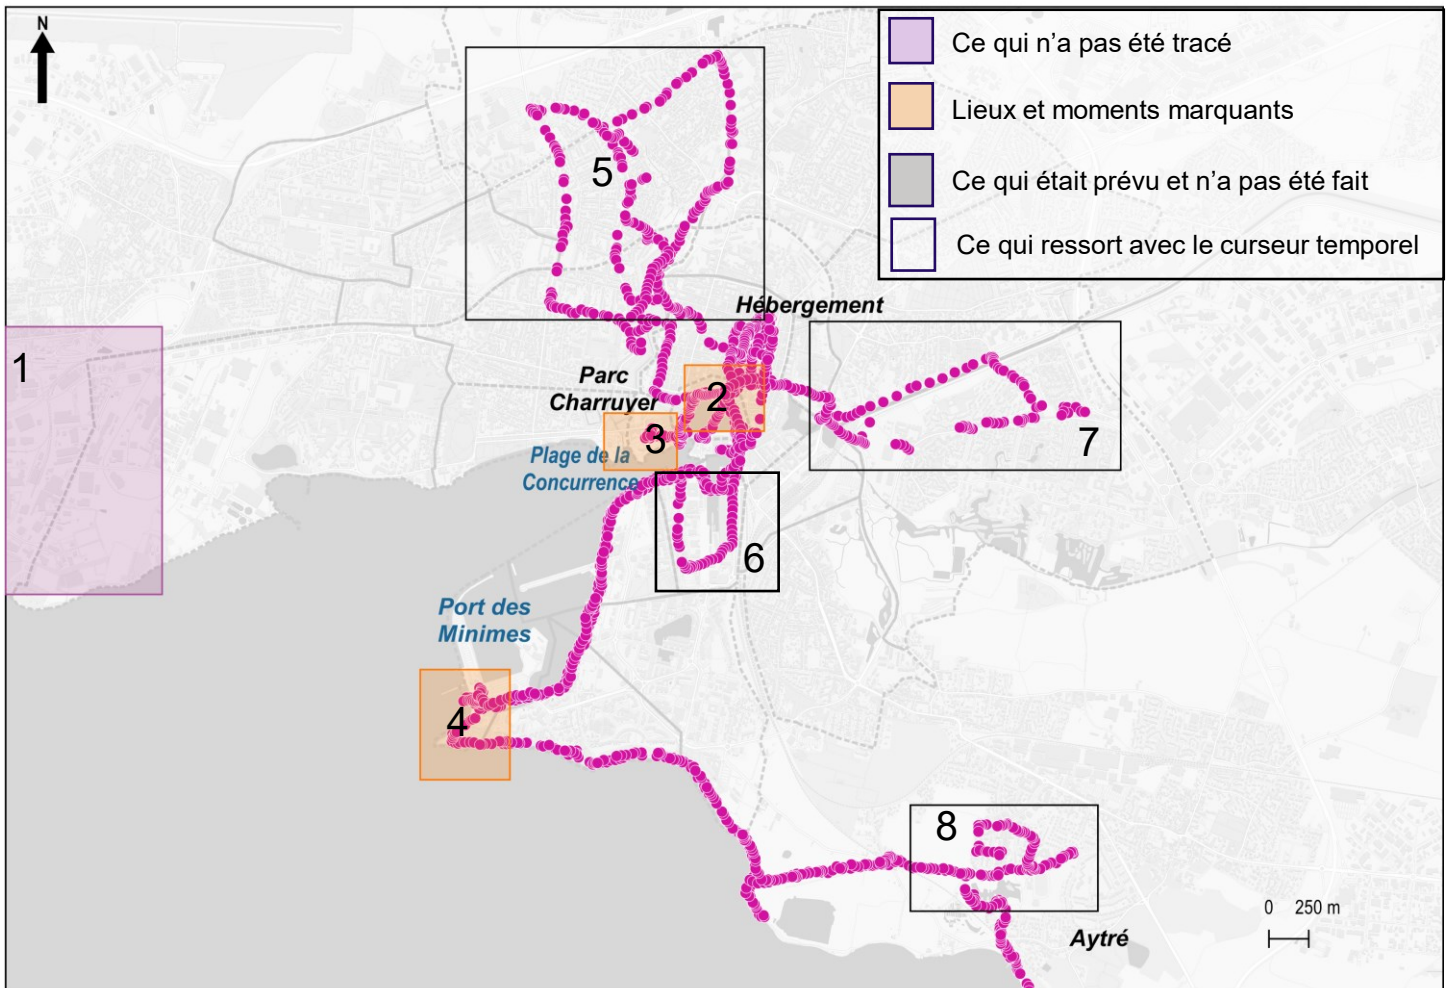 N
Ce qui n'a pas été tracé
Lieux et moments marquants
Ce qui était prévu et n'a pas été fait
Ce qui ressort avec le curseur temporel
5
Hébergement
1
Parc
Charruyer
2
3
7
Plage de la
Concurrence
6
Port des
Minimes
4
8
0 250 m
Aytré